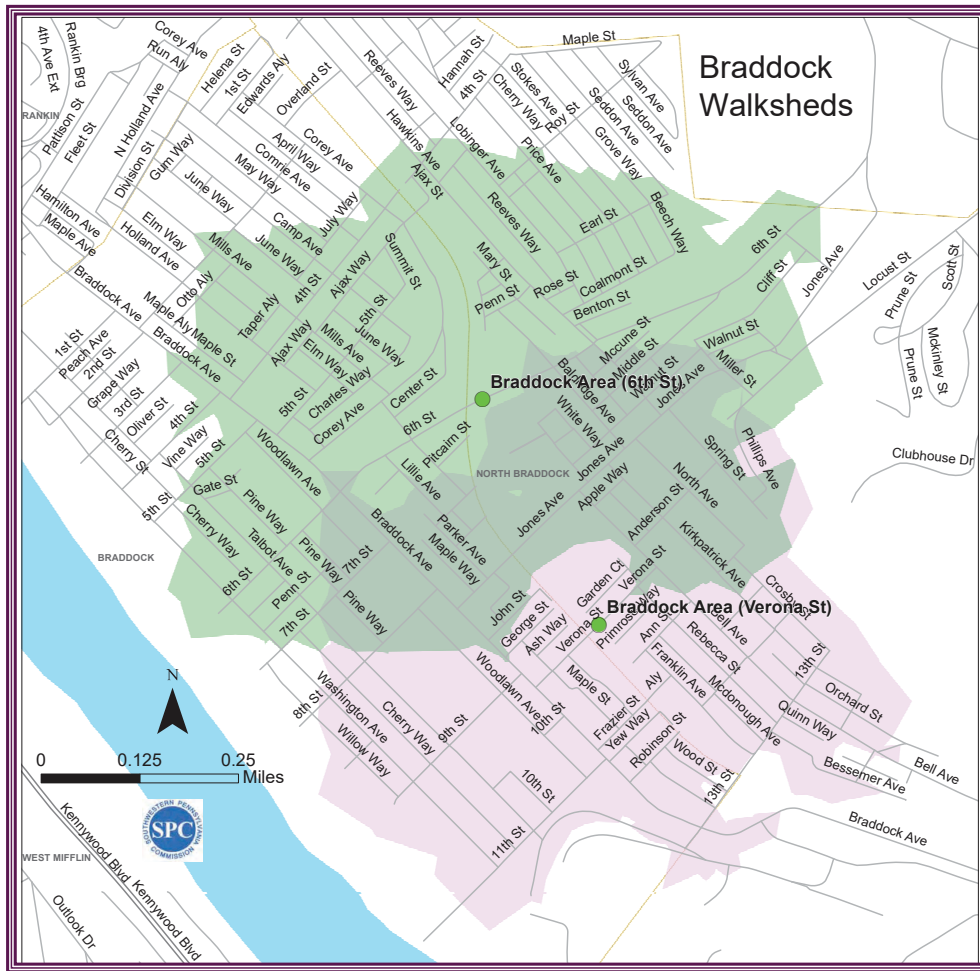 Braddock
Walksheds
Maple St
Corey Ave
Run Aly
Rankin Brg
4th Ave Ext
Helena St
1st St
Edwards Aly
Overland St
Reeves Way
Hannah St
4th St
Stokes Ave
Cherry Way
Roy St
Sylvan Ave
Seddon Ave
Seddon Ave
Grove Way
RANKIN
Pattison St
Fleet St
N Holland Ave
Division St
Gum Way
April Way
Corey Ave
Comrie Ave
May Way
Hawkins Ave
Lobinger Ave
Price Ave
Ajax St
Hamilton Ave
Maple Ave
June Way
July Way
Elm Way
Holland Ave
Mills Ave
Camp Ave
June Way
4th St
Ajax Way
Summit St
Reeves Way
Earl St
Beech Way
6th St
Cliff St
Jones Ave
Locust St
Prune St
Scott St
Braddock Ave
Otto Aly
Taper Aly
Mary St
Penn St
Rose St
Coalmont St
Benton St
Maple Aly
Maple St
Braddock Ave
Ajax Way
5th St
Mills Ave
June Way
Elm Way
Charles Way
Corey Ave
Center St
Mccune St
Middle St
Walnut St
Walnut St
Miller St
Jones Ave
Prune St
Mckinley St
1st St
Peach Ave
2nd St
Grape Way
3rd St
Oliver St
4th St
5th St
Braddock Area (6th St)
Baldridge Ave
White Way
6th St
Pitcairn St
Cherry St
Vine Way
5th St
Woodlawn Ave
Lillie Ave
NORTH BRADDOCK
Jones Ave
Apple Way
Spring St
Phillips Ave
Clubhouse Dr
5th St
Gate St
Pine Way
Cherry Way
Talbot Ave
Pine Way
7th St
Braddock Ave
Parker Ave
Maple Way
Jones Ave
Anderson St
North Ave
Kirkpatrick Ave
BRADDOCK
6th St
Penn St
7th St
Pine Way
John St
George St
Ash Way
Verona St
Garden Ct
Verona St
Primrose Way
Crosby St
Braddock Area (Verona St)
Ann St
Bell Ave
Rebecca St
13th St
N
8th St
Washington Ave
Willow Way
Cherry Way
9th St
Woodlawn Ave
10th St
Maple St
Frazier St
Yew Way
Aly
Franklin Ave
Mcdonough Ave
Orchard St
Quinn Way
Robinson St
Wood St
13th St
Bessemer Ave
Bell Ave
0 0.125 0.25
Miles
10th St
11th St
Braddock Ave
SOUTHWESTERN PENNSYLVANIA
SPC
COMMISSION
WEST MIFFLIN
Kennywood Blvd
Kennywood Blvd
Outlook Dr